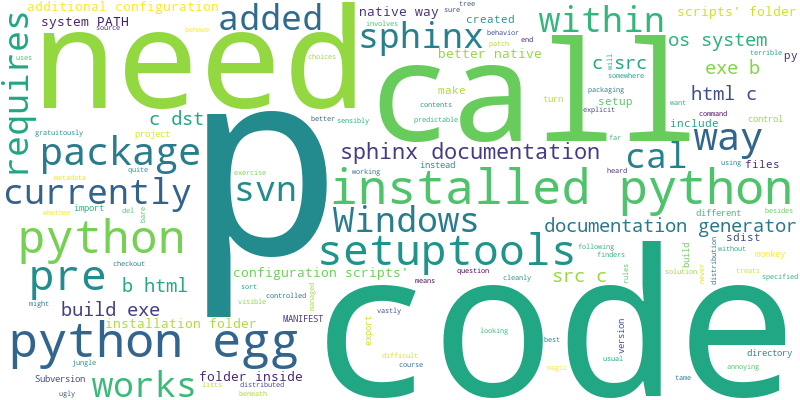 additional configuration
added
native way
created
involves
sure
tree
scripts' folder
system PATH
source
behave
uses
need
sphinx
behavior
patch
end
within
terrible
py
better native
choices
call
os system
requires
c src
will
somewhere
exe b
make
packaging
setup
want
html c
c dst
contents
turn
explicit
command
gratuitously
better
predictable
include
control
project
sensibly
way
package
sphinx documentation
far
cal
quite
exercise
instead
heard
using
files
metadata
working
currently
svn
installed python
whether
import
del
bare
p
Windows
different
besides
documentation generator
python
setuptools
following
finders
sdist
without
checkout
build
monkey
configuration scripts'
question
cleanly
distribution
never
solution
treats
pre
b html
sort
visible
controlled
managed
means
src c
rules
specified
might
build exe
MANIFEST
code
installation folder
vastly
version
directory
python egg
export
looking
best
usual
annoying
jungle
difficult
course
magic
tame
folder inside
Subversion
works
lists
distributed
ugly
beneath